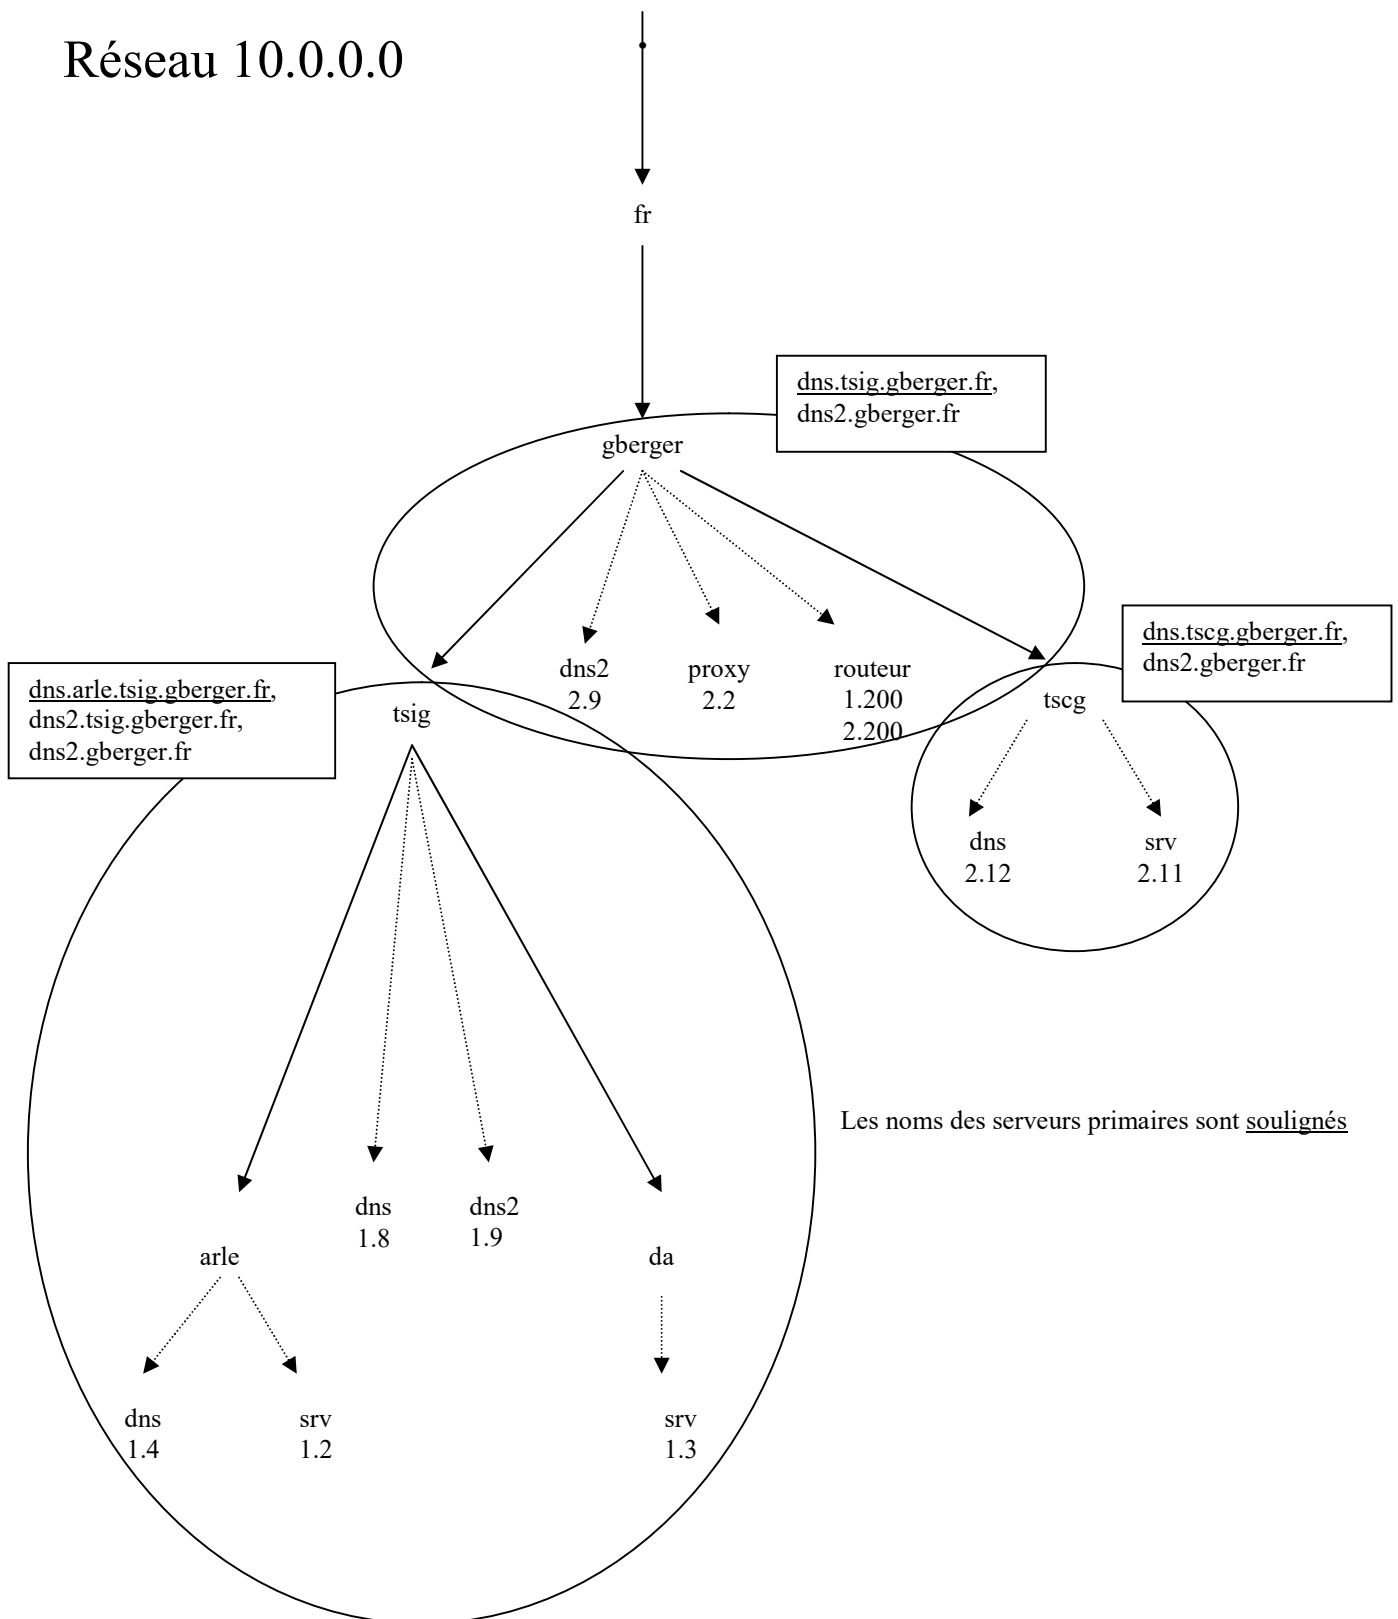 Réseau 10.0.0.0
fr
dns.tsig.gberger.fr,
dns2.gberger.fr
gberger
dns2
2.9
proxy
2.2
routeur
1.200
2.200
dns.tscg.gberger.fr,
dns2.gberger.fr
tscg
dns
2.12
srv
2.11
dns.arle.tsig.gberger.fr,
dns2.tsig.gberger.fr,
dns2.gberger.fr
tsig
Les noms des serveurs primaires sont soulignés
dns
1.8
dns2
1.9
arle
da
dns
1.4
srv
1.2
srv
1.3